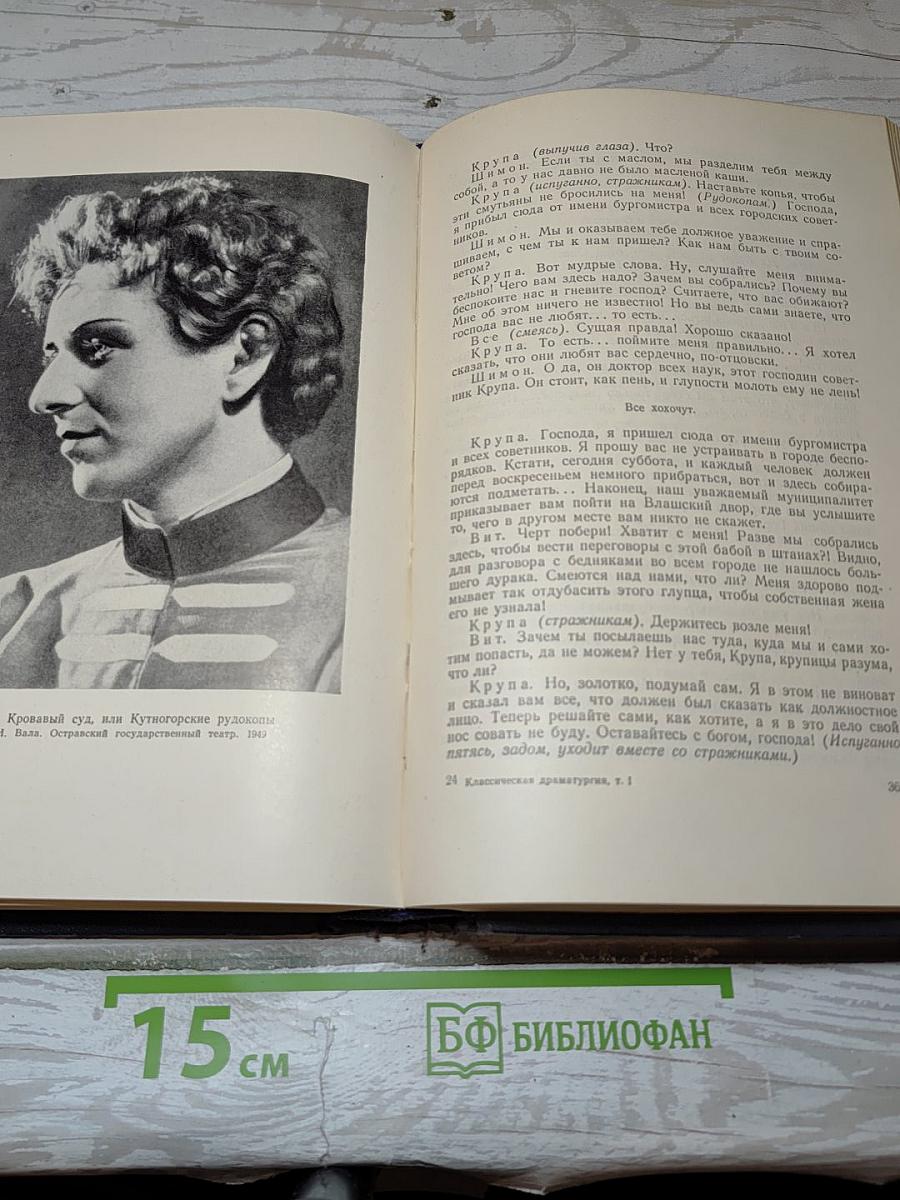 Кровавый суд, или Кутногорские рудокопы
И. Вала. Остравский государственный театр. 1949
Крупа (выпучив глаза). Что?
Шимон. Если ты с маслом, мы разделим тебя между
собой, а то у нас давно не было масленой каши.
Крупа (испуганно, стражникам). Наставьте копья, чтобы
эти смутьяны не бросились на меня! (Рудокопам.) Господа,
я прибыл сюда от имени бургомистра и всех городских совет-
ников.
Шимон. Мы и оказываем тебе должное уважение и спра-
шиваем, с чем ты к нам пришел? Как нам быть с твоим со-
ветом?
Крупа. Вот мудрые слова. Ну, слушайте меня внима-
тельно! Чего вам здесь надо? Зачем вы собрались? Почему вы
беспокоите нас и гневите господ? Считаете, что вас обижают?
Мне об этом ничего не известно! Но вы ведь сами знаете, что
господа вас не любят... то есть...
Все (смеясь). Сущая правда! Хорошо сказано!
Крупа. То есть... поймите меня правильно... Я хотел
сказать, что они любят вас сердечно, по-отцовски.
Шимон. О да, он доктор всех наук, этот господин совет-
ник Крупа. Он стоит, как пень, и глупости молоть ему не лень!
Все хохочут.
Крупа. Господа, я пришел сюда от имени бургомистра
и всех советников. Я прошу вас не устраивать в городе беспо-
рядков. Кстати, сегодня суббота, и каждый человек должен
перед воскресеньем немного прибраться, вот и здесь собира-
ются подметать... Наконец, наш уважаемый муниципалитет
приказывает вам пойти на Влашский двор, где вы услышите
то, чего в другом месте вам никто не скажет.
Вит. Черт побери! Хватит с меня! Разве мы собрались
здесь, чтобы вести переговоры с этой бабой в штанах?! Видно,
для разговора с бедняками во всем городе не нашлось боль-
шего дурака. Смеются над нами, что ли? Меня здорово под-
мывает так отдубасить этого глупца, чтобы собственная жена
его не узнала!
Крупа (стражникам). Держитесь возле меня!
Вит. Зачем ты посылаешь нас туда, куда мы и сами хо-
тим попасть, да не можем? Нет у тебя, Крупа, крупицы разума,
что ли?
Крупа. Но, золотко, подумай сам. Я в этом не виноват
и сказал вам все, что должен был сказать как должностное
лицо. Теперь решайте сами, как хотите, а я в это дело свой
нос совать не буду. Оставайтесь с богом, господа! (Испуганно
пятясь, задом, уходит вместе со стражниками.)
24 Классическая драматургия, т. 1
36
15 см
БФ БИБЛИОФАН